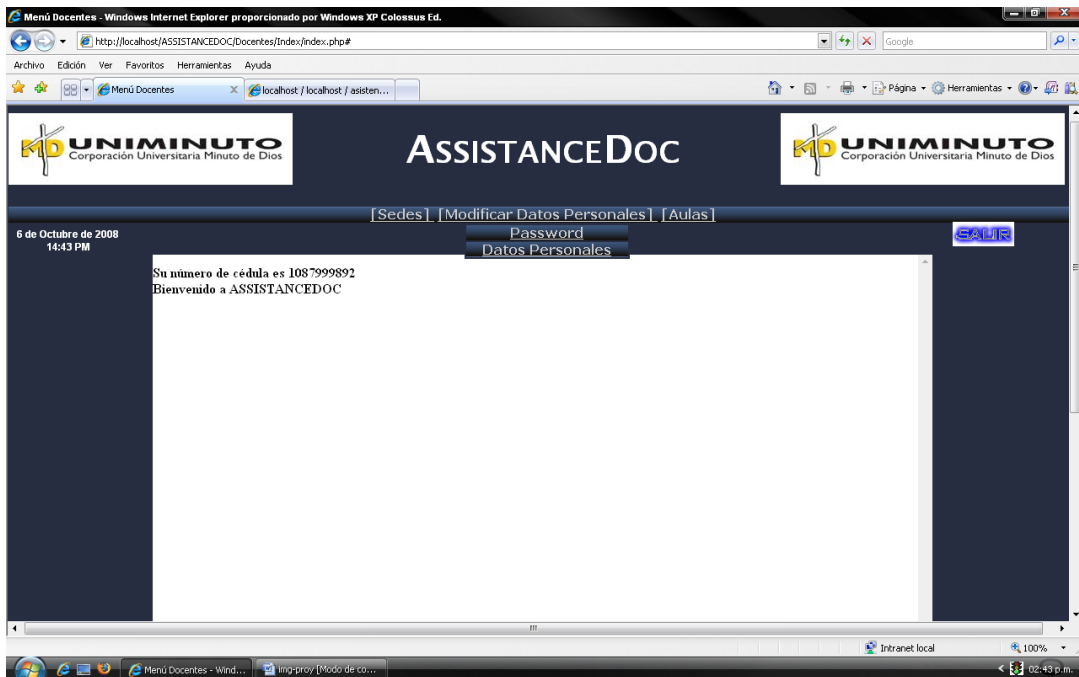 Menú Docentes - Windows Internet Explorer proporcionado por Windows XP Colossus Ed.
http://localhost/ASSISTANCEDOC/Docentes/Index/index.php#
Google
Archivo Edición Ver Favoritos Herramientas Ayuda
Menú Docentes
localhost / localhost / asisten...
Página
Herramientas
UNIMINUTO
Corporación Universitaria Minuto de Dios
ASSISTANCEDOC
UNIMINUTO
Corporación Universitaria Minuto de Dios
[Sedes] [Modificar Datos Personales] [Aulas]
6 de Octubre de 2008
14:43 PM
Password
Datos Personales
SALIR
Su número de cédula es 1087999892
Bienvenido a ASSISTANCEDOC
Intranet local
100%
Menú Docentes - Wind...
img-proy [Modo de co...
02:43 p.m.